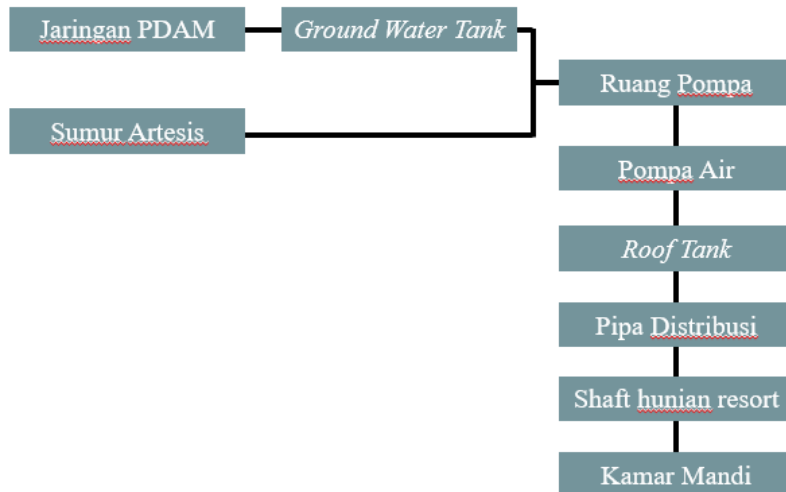 Jaringan PDAM
Ground Water Tank
Ruang Pompa
Sumur Artesis
Pompa Air
Roof Tank
Pipa Distribusi
Shaft hunian resort
Kamar Mandi